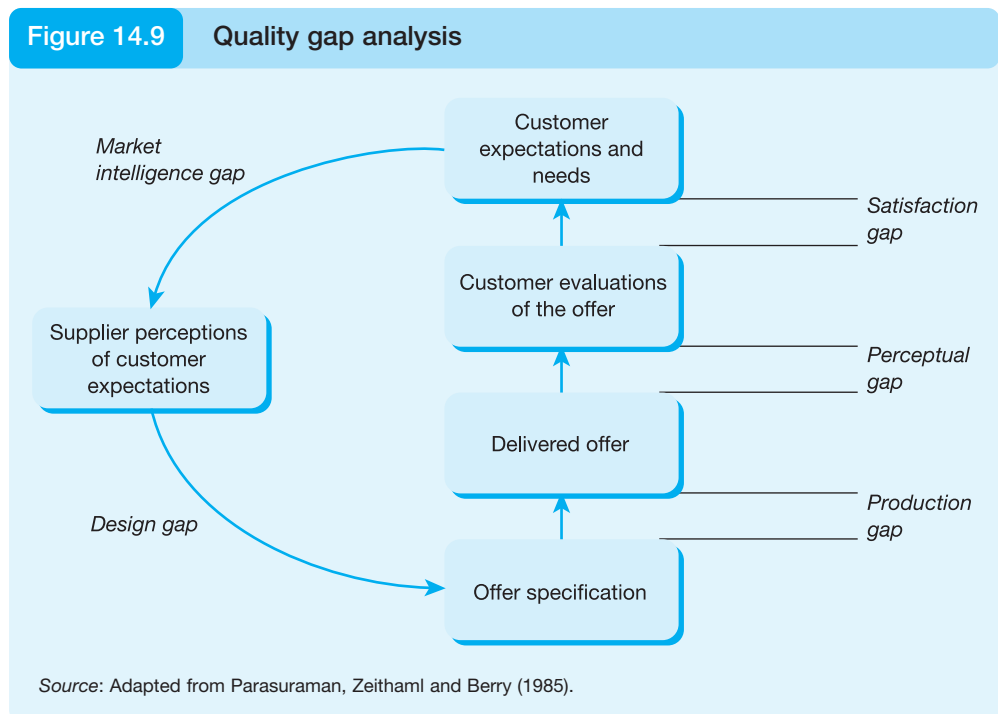 Figure 14.9 Quality gap analysis
Market
intelligence gap
Customer
expectations and
needs
Satisfaction
gap
Customer evaluations
of the offer
Supplier perceptions
of customer
expectations
Perceptual
gap
Delivered offer
Design gap
Production
gap
Offer specification
Source: Adapted from Parasuraman, Zeithaml and Berry (1985).